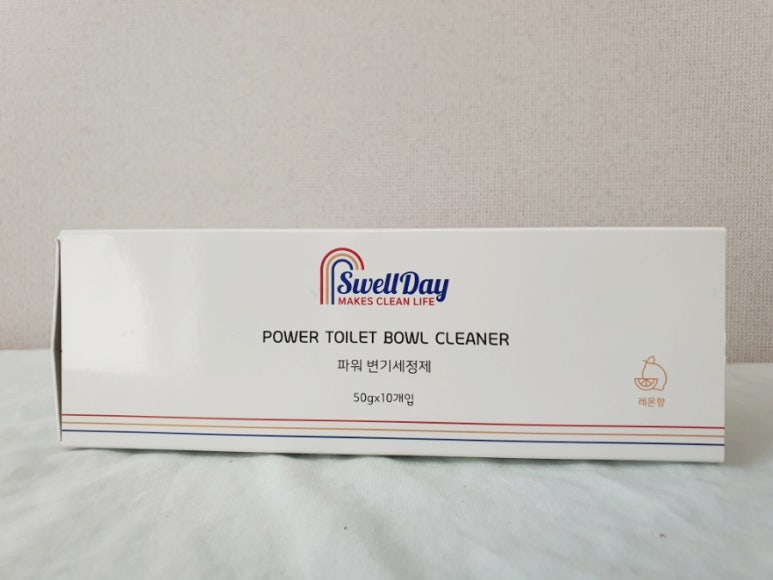 SwellDay
MAKES CLEAN LIFE
POWER TOILET BOWL CLEANER
파워 변기세정제
50gx10개입
레몬향